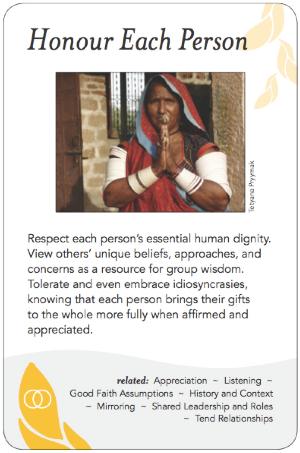 Honour Each Person
Tetyana Pryymak
Respect each person's essential human dignity.
View others' unique beliefs, approaches, and
concerns as a resource for group wisdom.
Tolerate and even embrace idiosyncrasies,
knowing that each person brings their gifts
to the whole more fully when affirmed and
appreciated.
related: Appreciation ~ Listening ~
Good Faith Assumptions ~ History and Context
~ Mirroring ~ Shared Leadership and Roles
~ Tend Relationships